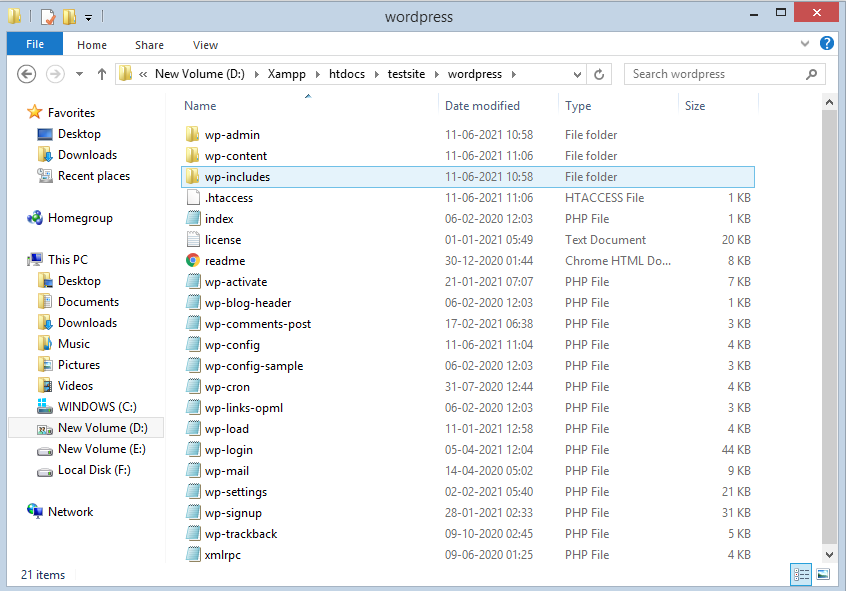 wordpress
File Home Share View
« New Volume (D:) Xampp htdocs testsite wordpress Search wordpress
Name Date modified Type Size
Favorites
Desktop
Downloads
Recent places
Homegroup
This PC
Desktop
Documents
Downloads
Music
Pictures
Videos
WINDOWS (C:)
New Volume (D:)
New Volume (E:)
Local Disk (F:)
Network
wp-admin 11-06-2021 10:58 File folder
wp-content 11-06-2021 11:06 File folder
wp-includes 11-06-2021 10:58 File folder
.htaccess 11-06-2021 11:06 HTACCESS File 1 KB
index 06-02-2020 12:03 PHP File 1 KB
license 01-01-2021 05:49 Text Document 20 KB
readme 30-12-2020 01:44 Chrome HTML Do... 8 KB
wp-activate 21-01-2021 07:07 PHP File 7 KB
wp-blog-header 06-02-2020 12:03 PHP File 1 KB
wp-comments-post 17-02-2021 06:38 PHP File 3 KB
wp-config 11-06-2021 11:04 PHP File 4 KB
wp-config-sample 06-02-2020 12:03 PHP File 3 KB
wp-cron 31-07-2020 12:44 PHP File 4 KB
wp-links-opml 06-02-2020 12:03 PHP File 3 KB
wp-load 11-01-2021 12:58 PHP File 4 KB
wp-login 05-04-2021 12:04 PHP File 44 KB
wp-mail 14-04-2020 05:02 PHP File 9 KB
wp-settings 02-02-2021 05:40 PHP File 21 KB
wp-signup 28-01-2021 02:33 PHP File 31 KB
wp-trackback 09-10-2020 02:45 PHP File 5 KB
xmlrpc 09-06-2020 01:25 PHP File 4 KB
21 items